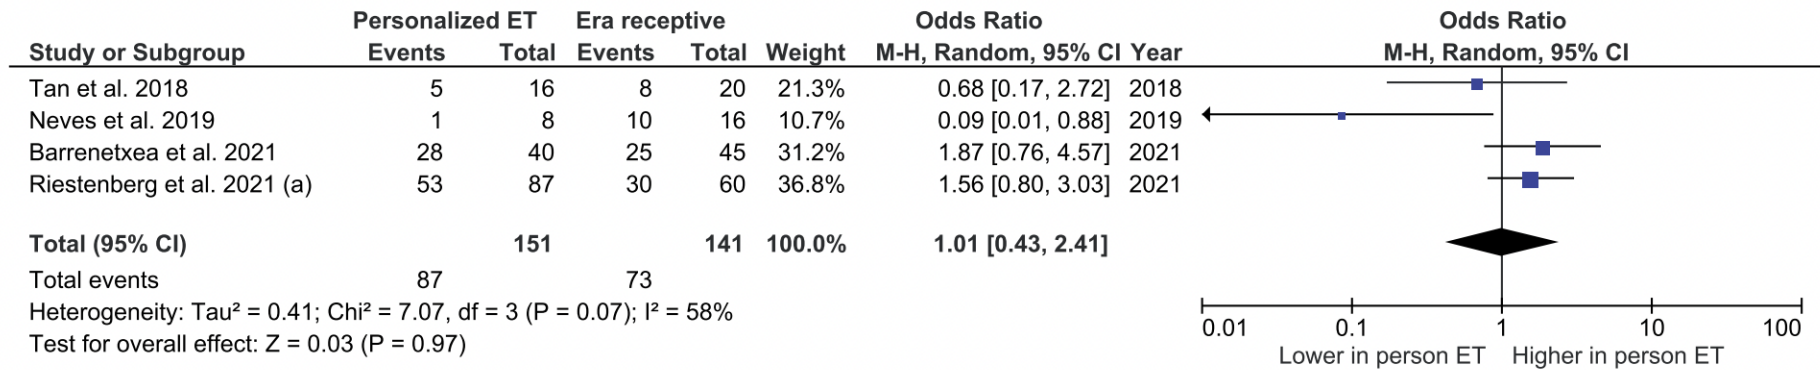 Personalized ET Era receptive Odds Ratio Odds Ratio
Study or Subgroup Events Total Events Total Weight M-H, Random, 95% CI Year M-H, Random, 95% CI
Tan et al. 2018 5 16 8 20 21.3% 0.68 [0.17, 2.72] 2018
Neves et al. 2019 1 8 10 16 10.7% 0.09 [0.01, 0.88] 2019
Barrenetxea et al. 2021 28 40 25 45 31.2% 1.87 [0.76, 4.57] 2021
Riestenberg et al. 2021 (a) 53 87 30 60 36.8% 1.56 [0.80, 3.03] 2021
Total (95% CI) 151 141 100.0% 1.01 [0.43, 2.41]
Total events 87 73
Heterogeneity: Tau² = 0.41; Chi² = 7.07, df = 3 (P = 0.07); I² = 58%
Test for overall effect: Z = 0.03 (P = 0.97)
0.01 0.1 1 10 100
Lower in person ET Higher in person ET